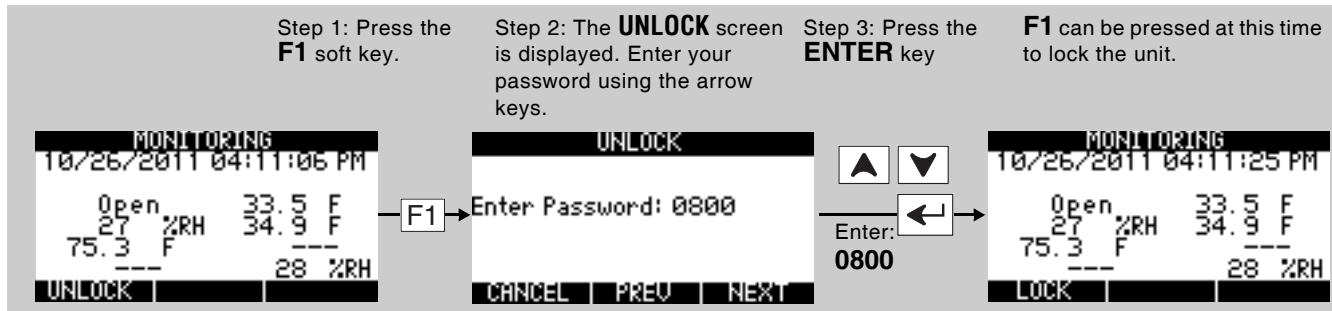 Step 1: Press the
F1 soft key.
Step 2: The UNLOCK screen
is displayed. Enter your
password using the arrow
keys.
Step 3: Press the
ENTER key
F1 can be pressed at this time
to lock the unit.
MONITORING
10/26/2011 04:11:06 PM
Open 33.5 F
27 %RH 34.9 F
75.3 F ---
--- 28 %RH
UNLOCK
F1
UNLOCK
Enter Password: 0800
CANCEL PREV NEXT
Enter:
0800
MONITORING
10/26/2011 04:11:25 PM
Open 33.5 F
27 %RH 34.9 F
75.3 F ---
--- 28 %RH
LOCK